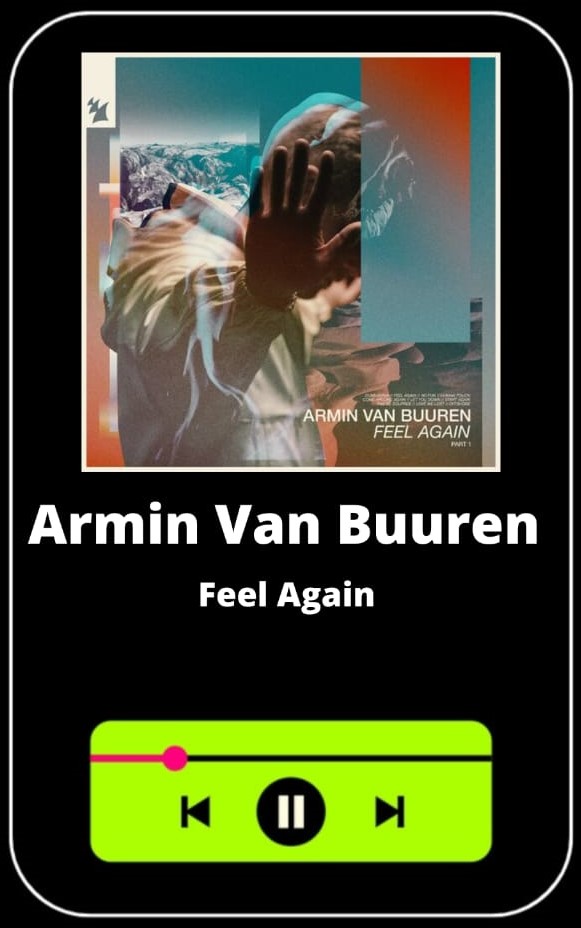 ARMIN VAN BUUREN
FEEL AGAIN
PART 1
Armin Van Buuren
Feel Again